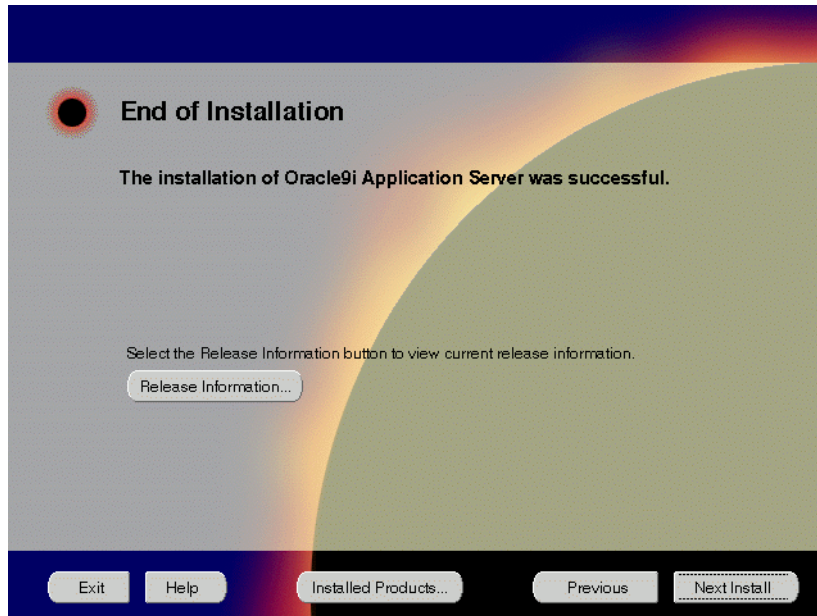 End of Installation
The installation of Oracle9i Application Server was successful.
Select the Release Information button to view current release information.
Release Information...
Exit
Help
Installed Products...
Previous
Next Install